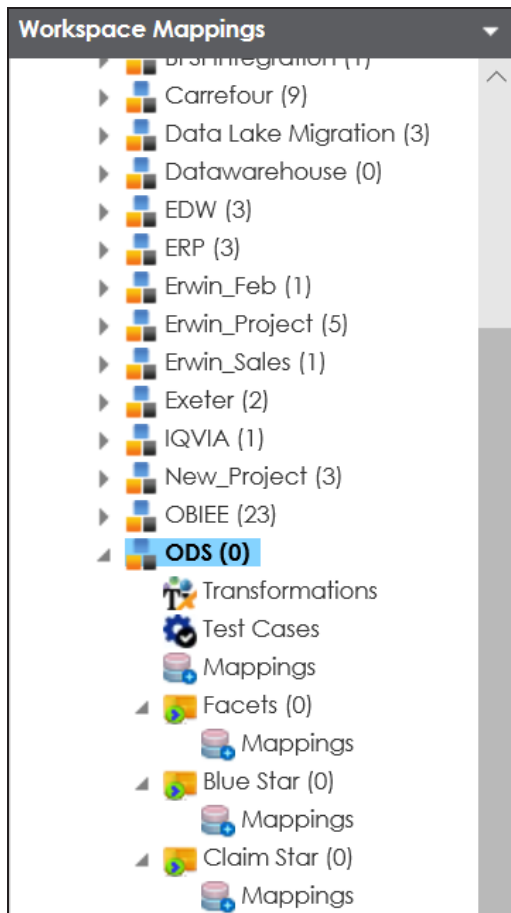 Workspace Mappings
Carrefour (9)
Data Lake Migration (3)
Datawarehouse (0)
EDW (3)
ERP (3)
Erwin_Feb (1)
Erwin_Project (5)
Erwin_Sales (1)
Exeter (2)
IQVIA (1)
New_Project (3)
OBIEE (23)
ODS (0)
Transformations
Test Cases
Mappings
Facets (0)
Mappings
Blue Star (0)
Mappings
Claim Star (0)
Mappings